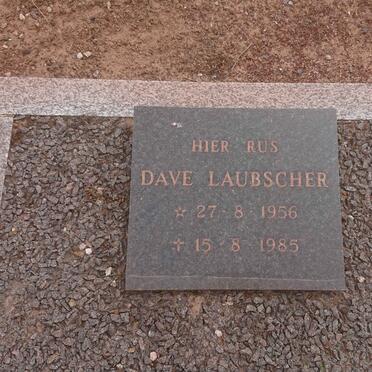 HIER RUS
DAVE LAUBSCHER
☆ 27 8 1956
✝ 15 8 1985